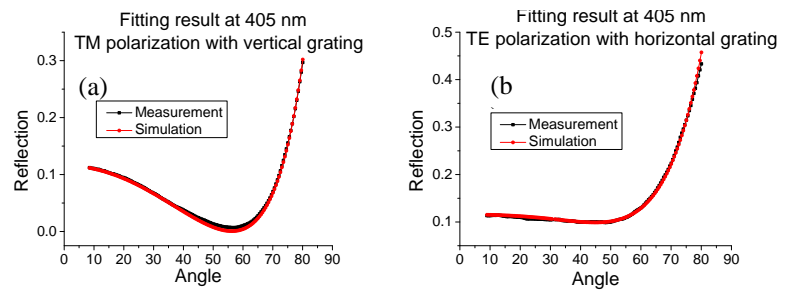 Fitting result at 405 nm
TM polarization with vertical grating
(a)
Measurement
Simulation
Reflection
0.3
0.2
0.1
0.0
0 10 20 30 40 50 60 70 80 90
Angle
Fitting result at 405 nm
TE polarization with horizontal grating
(b
Measurement
Simulation
Reflection
0.5
0.4
0.3
0.2
0.1
0 10 20 30 40 50 60 70 80 90
Angle